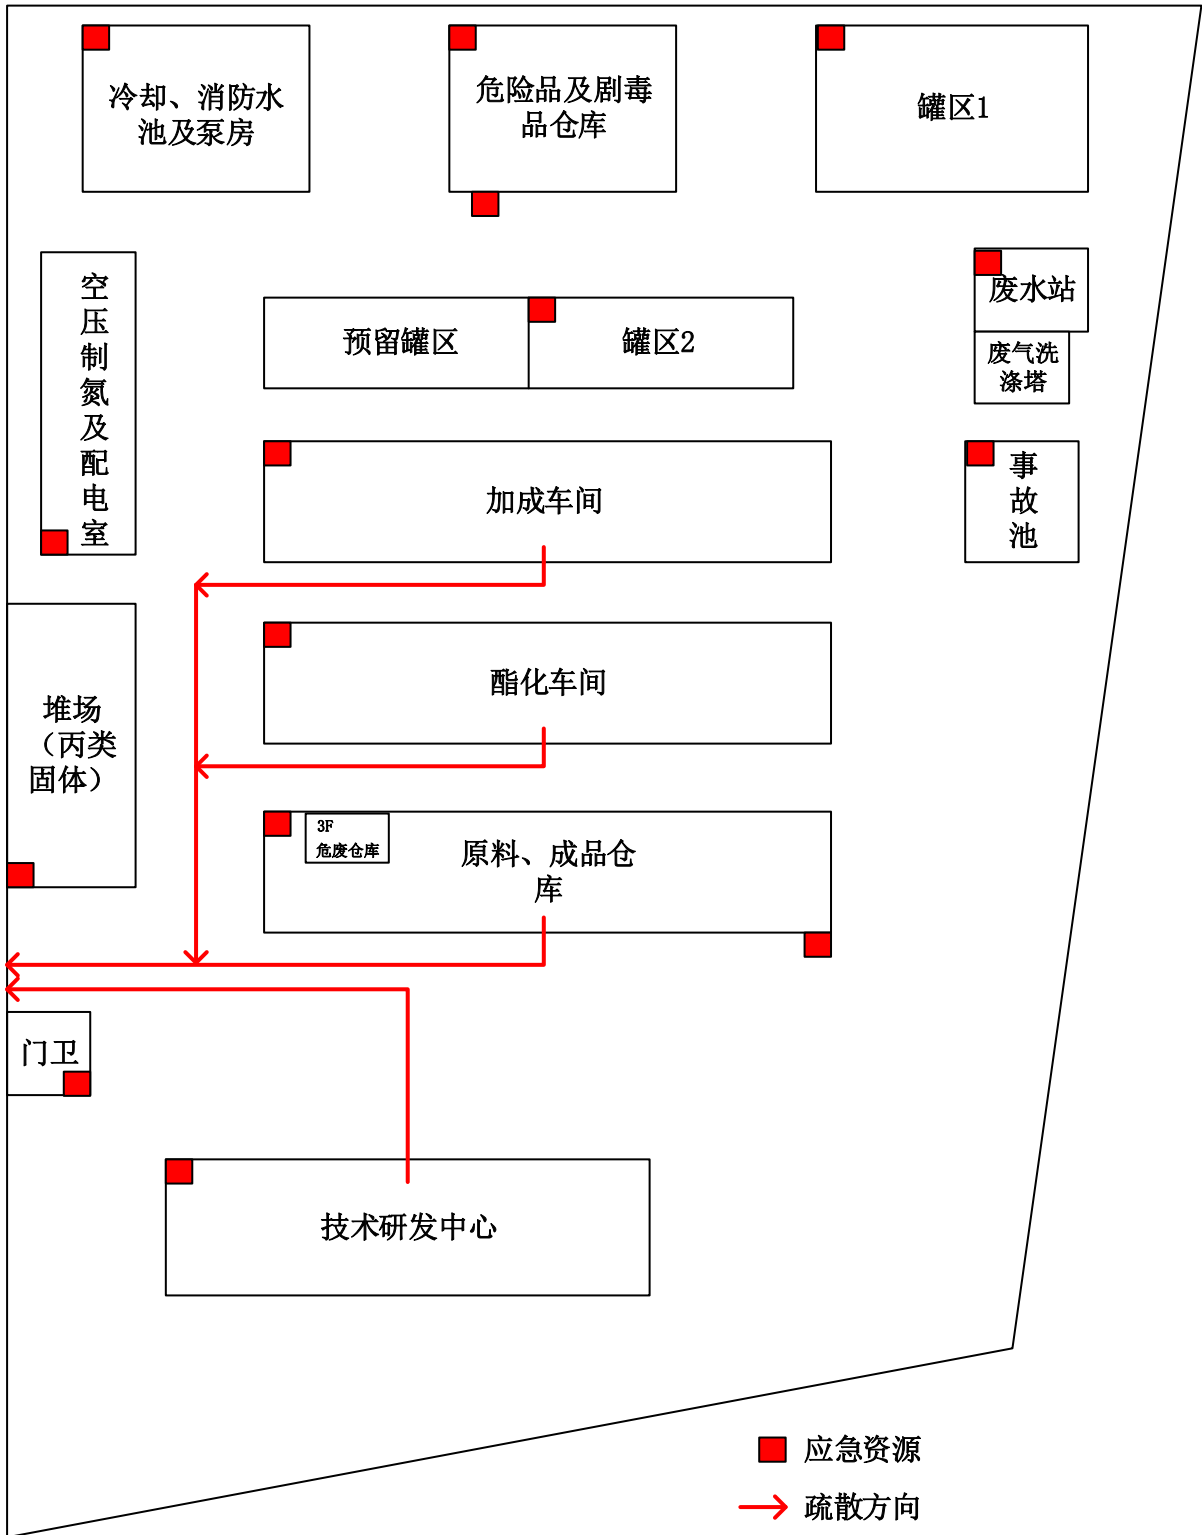 冷却、消防水
池及泵房
危险品及剧毒
品仓库
罐区1
空
压
制
氮
及
配
电
室
预留罐区
罐区2
废水站
废气洗
涤塔
加成车间
事
故
池
堆场
（丙类
固体）
酯化车间
3F
危废仓库
原料、成品仓
库
门卫
技术研发中心
应急资源
疏散方向